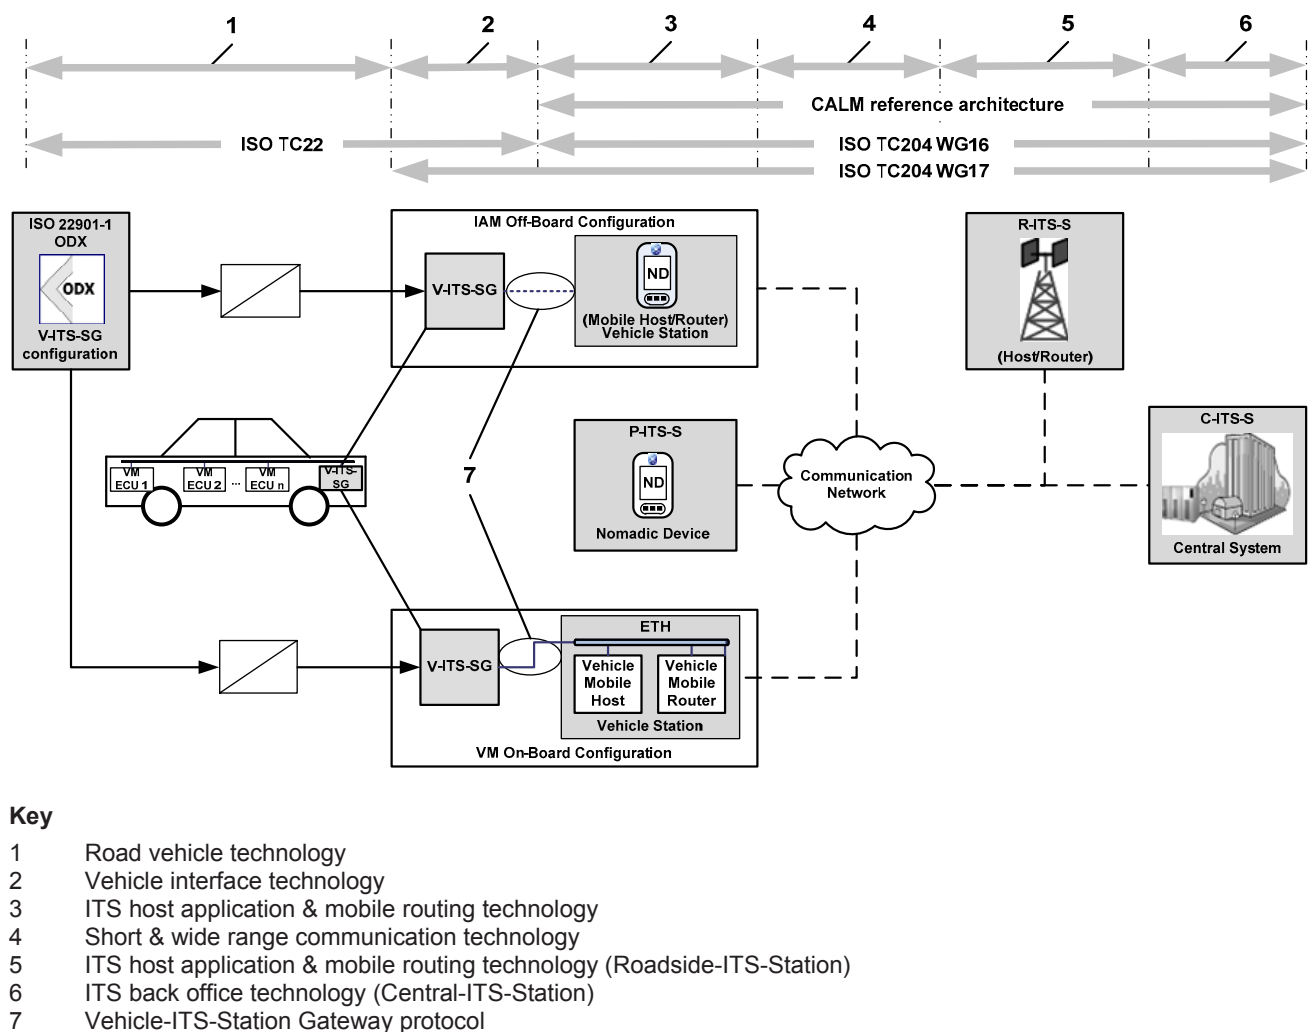 1 2 3 4 5 6
CALM reference architecture
ISO TC22
ISO TC204 WG16
ISO TC204 WG17
ISO 22901-1
ODX
ODX
V-ITS-SG
configuration
IAM Off-Board Configuration
V-ITS-SG
ND
(Mobile Host/Router)
Vehicle Station
R-ITS-S
(Host/Router)
VM
ECU 1
VM
ECU 2
...
VM
ECU n
V-ITS-
SG
7
P-ITS-S
ND
Nomadic Device
Communication
Network
C-ITS-S
Central System
V-ITS-SG
ETH
Vehicle
Mobile
Host
Vehicle
Mobile
Router
Vehicle Station
VM On-Board Configuration
Key
1 Road vehicle technology
2 Vehicle interface technology
3 ITS host application & mobile routing technology
4 Short & wide range communication technology
5 ITS host application & mobile routing technology (Roadside-ITS-Station)
6 ITS back office technology (Central-ITS-Station)
7 Vehicle-ITS-Station Gateway protocol